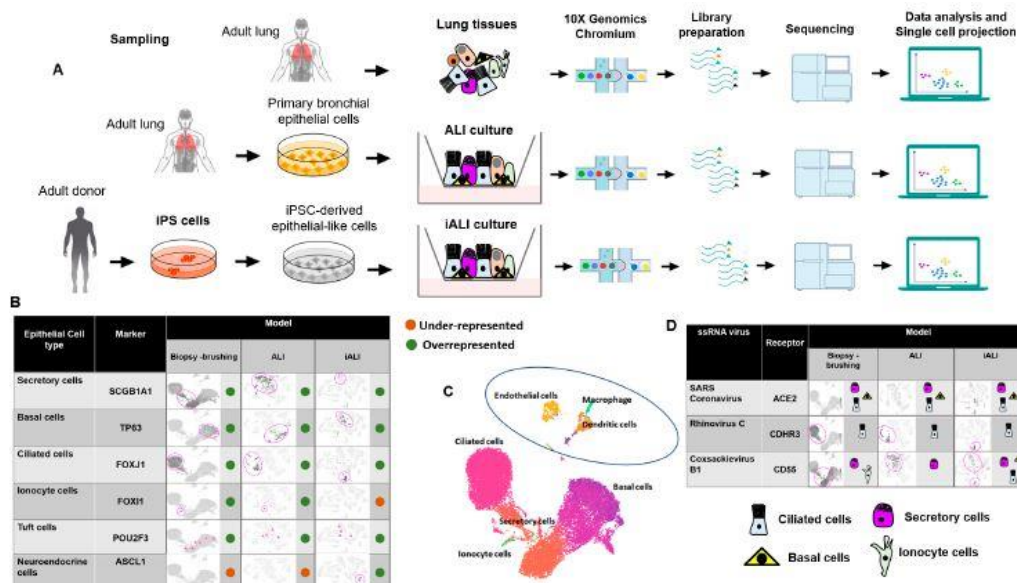 Sampling
Adult lung
Lung tissues
10X Genomics
Chromium
Library
preparation
Sequencing
Data analysis and
Single cell projection
A
Adult lung
Primary bronchial
epithelial cells
ALI culture
Adult donor
iPS cells
iPSC-derived
epithelial-like cells
iALI culture
B
Epithelial Cell
type
Marker
Model
Biopsy -brushing
ALI
iALI
Secretory cells
SCGB1A1
Basal cells
TP63
Ciliated cells
FOXJ1
Ionocyte cells
FOXI1
Tuft cells
POU2F3
Neuroendocrine
cells
ASCL1
Under-represented
Overrepresented
C
Endothelial cells
Macrophage
Dendritic cells
Ciliated cells
Basal cells
Secretory cells
Ionocyte cells
D
ssRNA virus
Receptor
Model
Biopsy -
brushing
ALI
iALI
SARS
Coronavirus
ACE2
Rhinovirus C
CDHR3
Coxsackievirus
B1
CD55
Ciliated cells
Secretory cells
Basal cells
Ionocyte cells